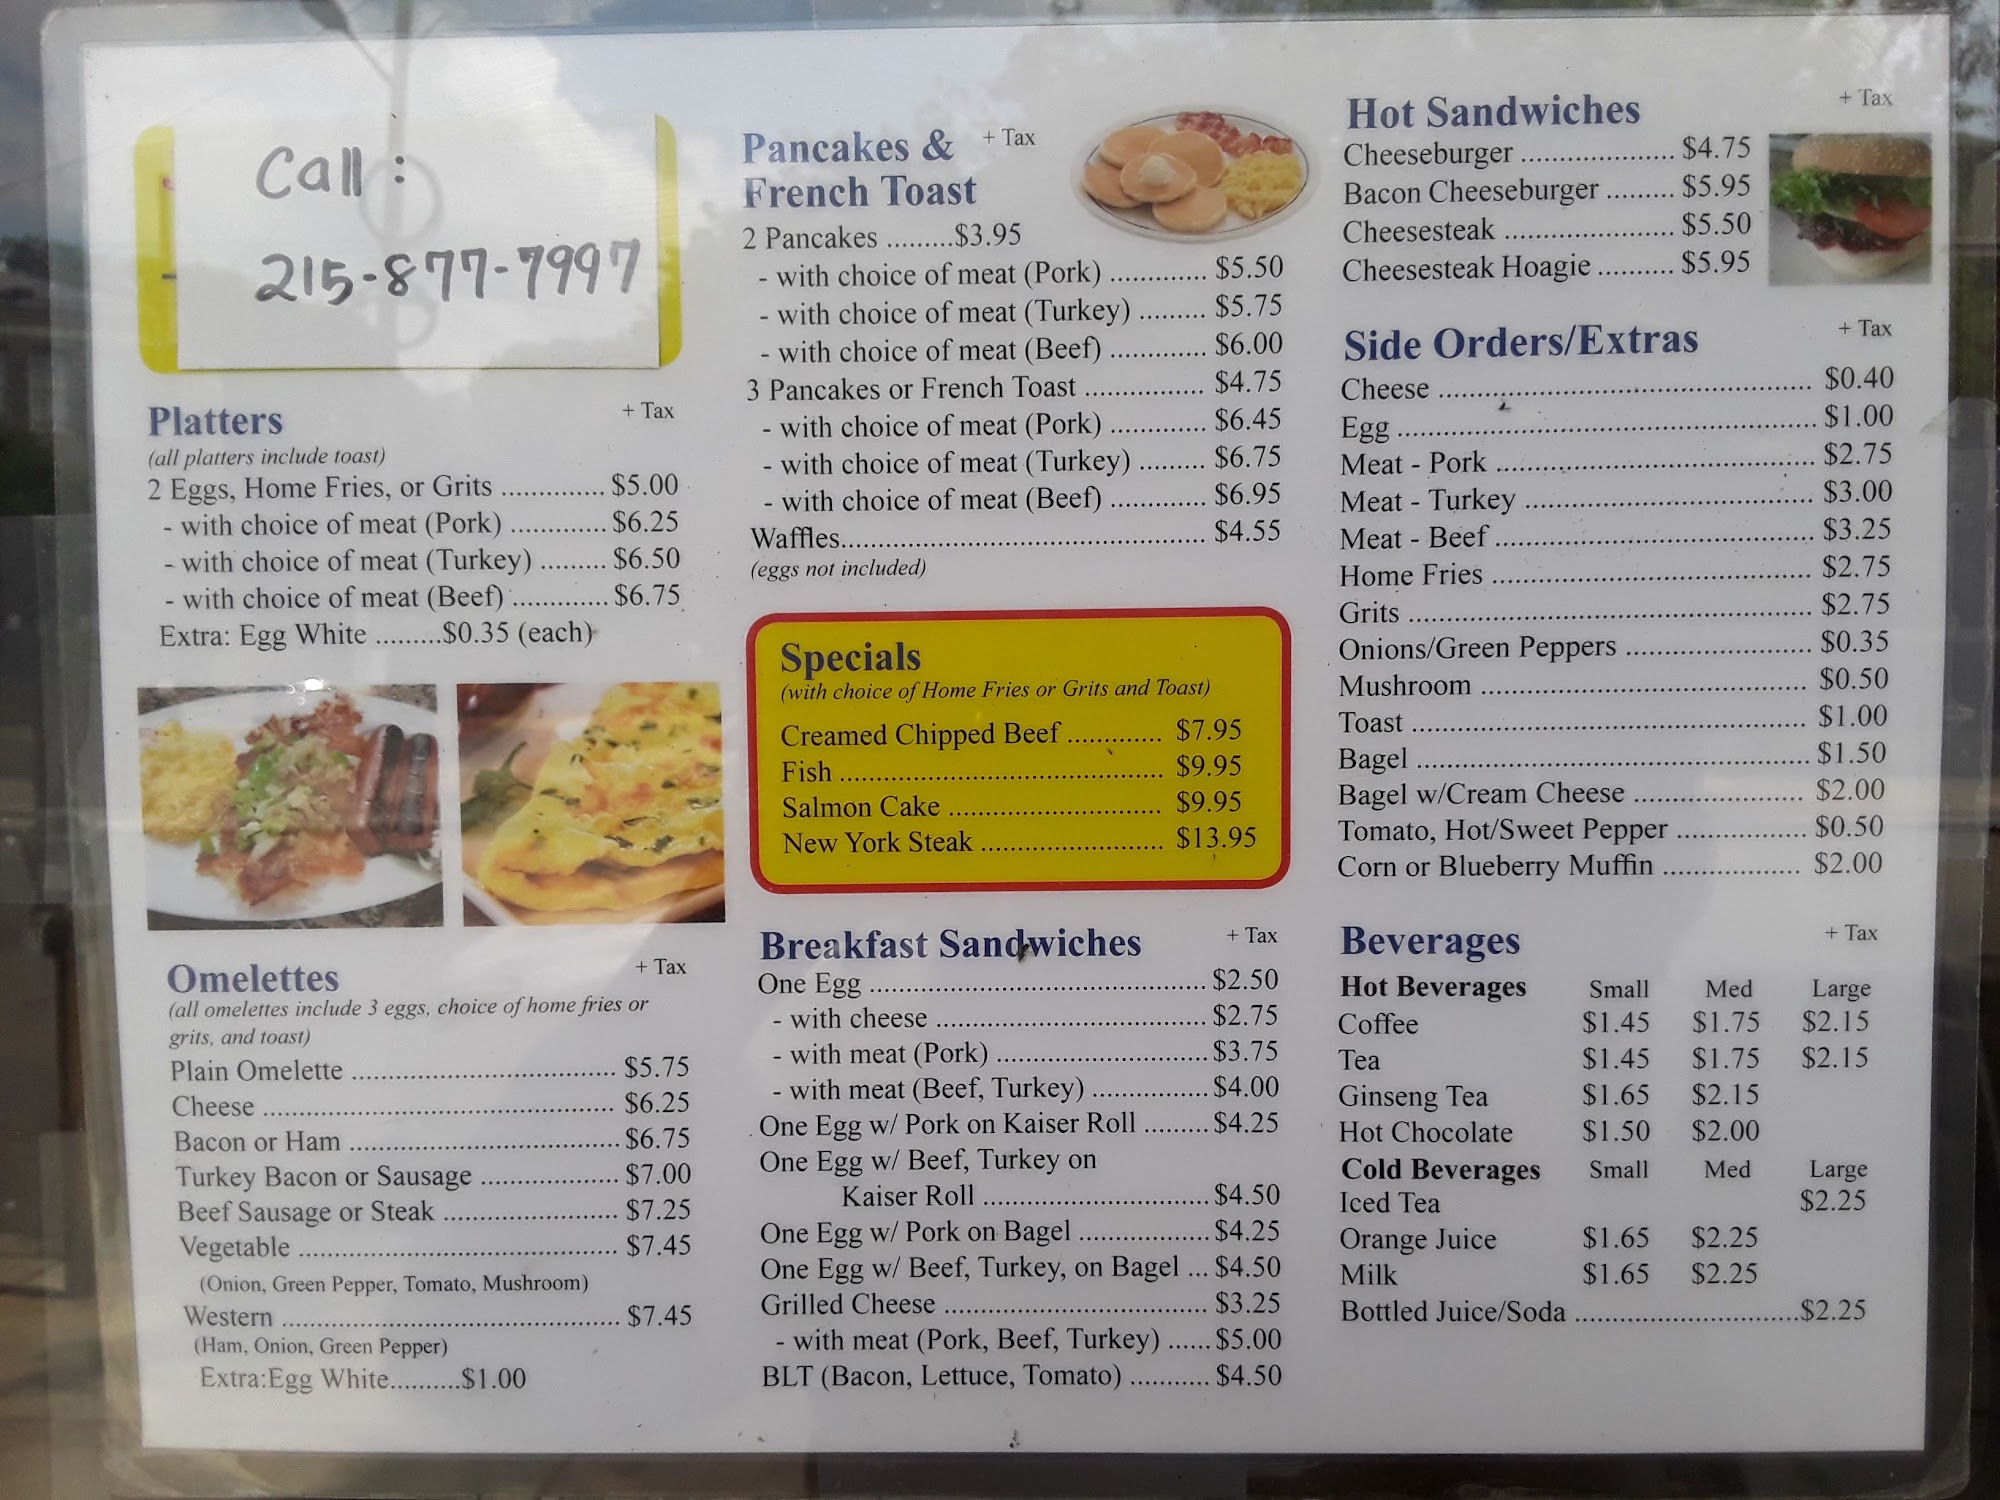 Call:
215-877-7997
Platters + Tax
(all platters include toast)
2 Eggs, Home Fries, or Grits .............. $5.00
- with choice of meat (Pork) ............. $6.25
- with choice of meat (Turkey) ......... $6.50
- with choice of meat (Beef) ............. $6.75
Extra: Egg White .........$0.35 (each)
Omelettes + Tax
(all omelettes include 3 eggs, choice of home fries or
grits, and toast)
Plain Omelette ..................................... $5.75
Cheese ................................................. $6.25
Bacon or Ham ..................................... $6.75
Turkey Bacon or Sausage ................... $7.00
Beef Sausage or Steak ........................ $7.25
Vegetable ............................................ $7.45
(Onion, Green Pepper, Tomato, Mushroom)
Western ............................................... $7.45
(Ham, Onion, Green Pepper)
Extra:Egg White..........$1.00
Pancakes & + Tax
French Toast
2 Pancakes .........$3.95
- with choice of meat (Pork) ............. $5.50
- with choice of meat (Turkey) ......... $5.75
- with choice of meat (Beef) ............. $6.00
3 Pancakes or French Toast ................ $4.75
- with choice of meat (Pork) ............. $6.45
- with choice of meat (Turkey) ......... $6.75
- with choice of meat (Beef) ............. $6.95
Waffles.................................................. $4.55
(eggs not included)
Specials
(with choice of Home Fries or Grits and Toast)
Creamed Chipped Beef ............. $7.95
Fish ............................................ $9.95
Salmon Cake ............................. $9.95
New York Steak ......................... $13.95
Breakfast Sandwiches + Tax
One Egg .............................................. $2.50
- with cheese ..................................... $2.75
- with meat (Pork) ............................. $3.75
- with meat (Beef, Turkey) ................ $4.00
One Egg w/ Pork on Kaiser Roll ......... $4.25
One Egg w/ Beef, Turkey on
Kaiser Roll ............................... $4.50
One Egg w/ Pork on Bagel .................. $4.25
One Egg w/ Beef, Turkey, on Bagel ... $4.50
Grilled Cheese .................................... $3.25
- with meat (Pork, Beef, Turkey) ...... $5.00
BLT (Bacon, Lettuce, Tomato) ........... $4.50
Hot Sandwiches + Tax
Cheeseburger ..................... $4.75
Bacon Cheeseburger ......... $5.95
Cheesesteak ....................... $5.50
Cheesesteak Hoagie .......... $5.95
Side Orders/Extras + Tax
Cheese .................................................... $0.40
Egg .......................................................... $1.00
Meat - Pork ............................................ $2.75
Meat - Turkey ........................................ $3.00
Meat - Beef ............................................ $3.25
Home Fries ............................................ $2.75
Grits ........................................................ $2.75
Onions/Green Peppers .......................... $0.35
Mushroom ............................................. $0.50
Toast ....................................................... $1.00
Bagel ...................................................... $1.50
Bagel w/Cream Cheese ........................ $2.00
Tomato, Hot/Sweet Pepper .................. $0.50
Corn or Blueberry Muffin ................... $2.00
Beverages + Tax
Hot Beverages Small Med Large
Coffee $1.45 $1.75 $2.15
Tea $1.45 $1.75 $2.15
Ginseng Tea $1.65 $2.15
Hot Chocolate $1.50 $2.00
Cold Beverages Small Med Large
Iced Tea $2.25
Orange Juice $1.65 $2.25
Milk $1.65 $2.25
Bottled Juice/Soda ...............................$2.25